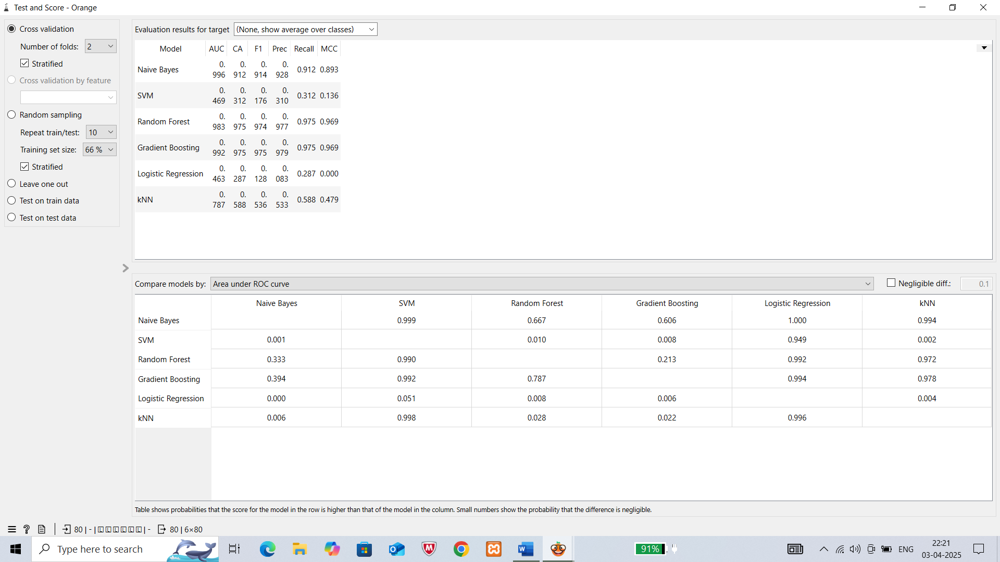 Test and Score - Orange
Cross validation
Number of folds: 2
Stratified
Cross validation by feature
Random sampling
Repeat train/test: 10
Training set size: 66 %
Stratified
Leave one out
Test on train data
Test on test data
Evaluation results for target (None, show average over classes)
Model AUC CA F1 Prec Recall MCC
Naive Bayes 0.996 0.912 0.914 0.928 0.912 0.893
SVM 0.469 0.312 0.176 0.310 0.312 0.136
Random Forest 0.983 0.975 0.974 0.977 0.975 0.969
Gradient Boosting 0.992 0.975 0.975 0.979 0.975 0.969
Logistic Regression 0.463 0.287 0.128 0.083 0.287 0.000
kNN 0.787 0.588 0.536 0.533 0.588 0.479
Compare models by: Area under ROC curve
Negligible diff.: 0.1
Naive Bayes SVM Random Forest Gradient Boosting Logistic Regression kNN
Naive Bayes 0.999 0.667 0.606 1.000 0.994
SVM 0.001 0.010 0.008 0.949 0.002
Random Forest 0.333 0.990 0.213 0.992 0.972
Gradient Boosting 0.394 0.992 0.787 0.994 0.978
Logistic Regression 0.000 0.051 0.008 0.006 0.004
kNN 0.006 0.998 0.028 0.022 0.996
Table shows probabilities that the score for the model in the row is higher than that of the model in the column. Small numbers show the probability that the difference is negligible.
80 | - | | - 80 | 6×80
Type here to search
91%
ENG
22:21
03-04-2025